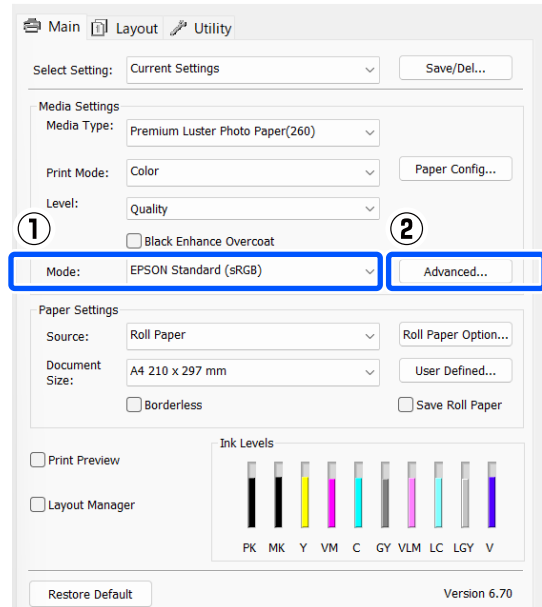 Main Layout Utility
Select Setting: Current Settings Save/Del...
Media Settings
Media Type: Premium Luster Photo Paper(260)
Print Mode: Color Paper Config...
Level: Quality
① ②
Black Enhance Overcoat
Mode: EPSON Standard (sRGB) Advanced...
Paper Settings
Source: Roll Paper Roll Paper Option...
Document Size: A4 210 x 297 mm User Defined...
Borderless Save Roll Paper
Ink Levels
Print Preview
Layout Manager
PK MK Y VM C GY VLM LC LGY V
Restore Default Version 6.70